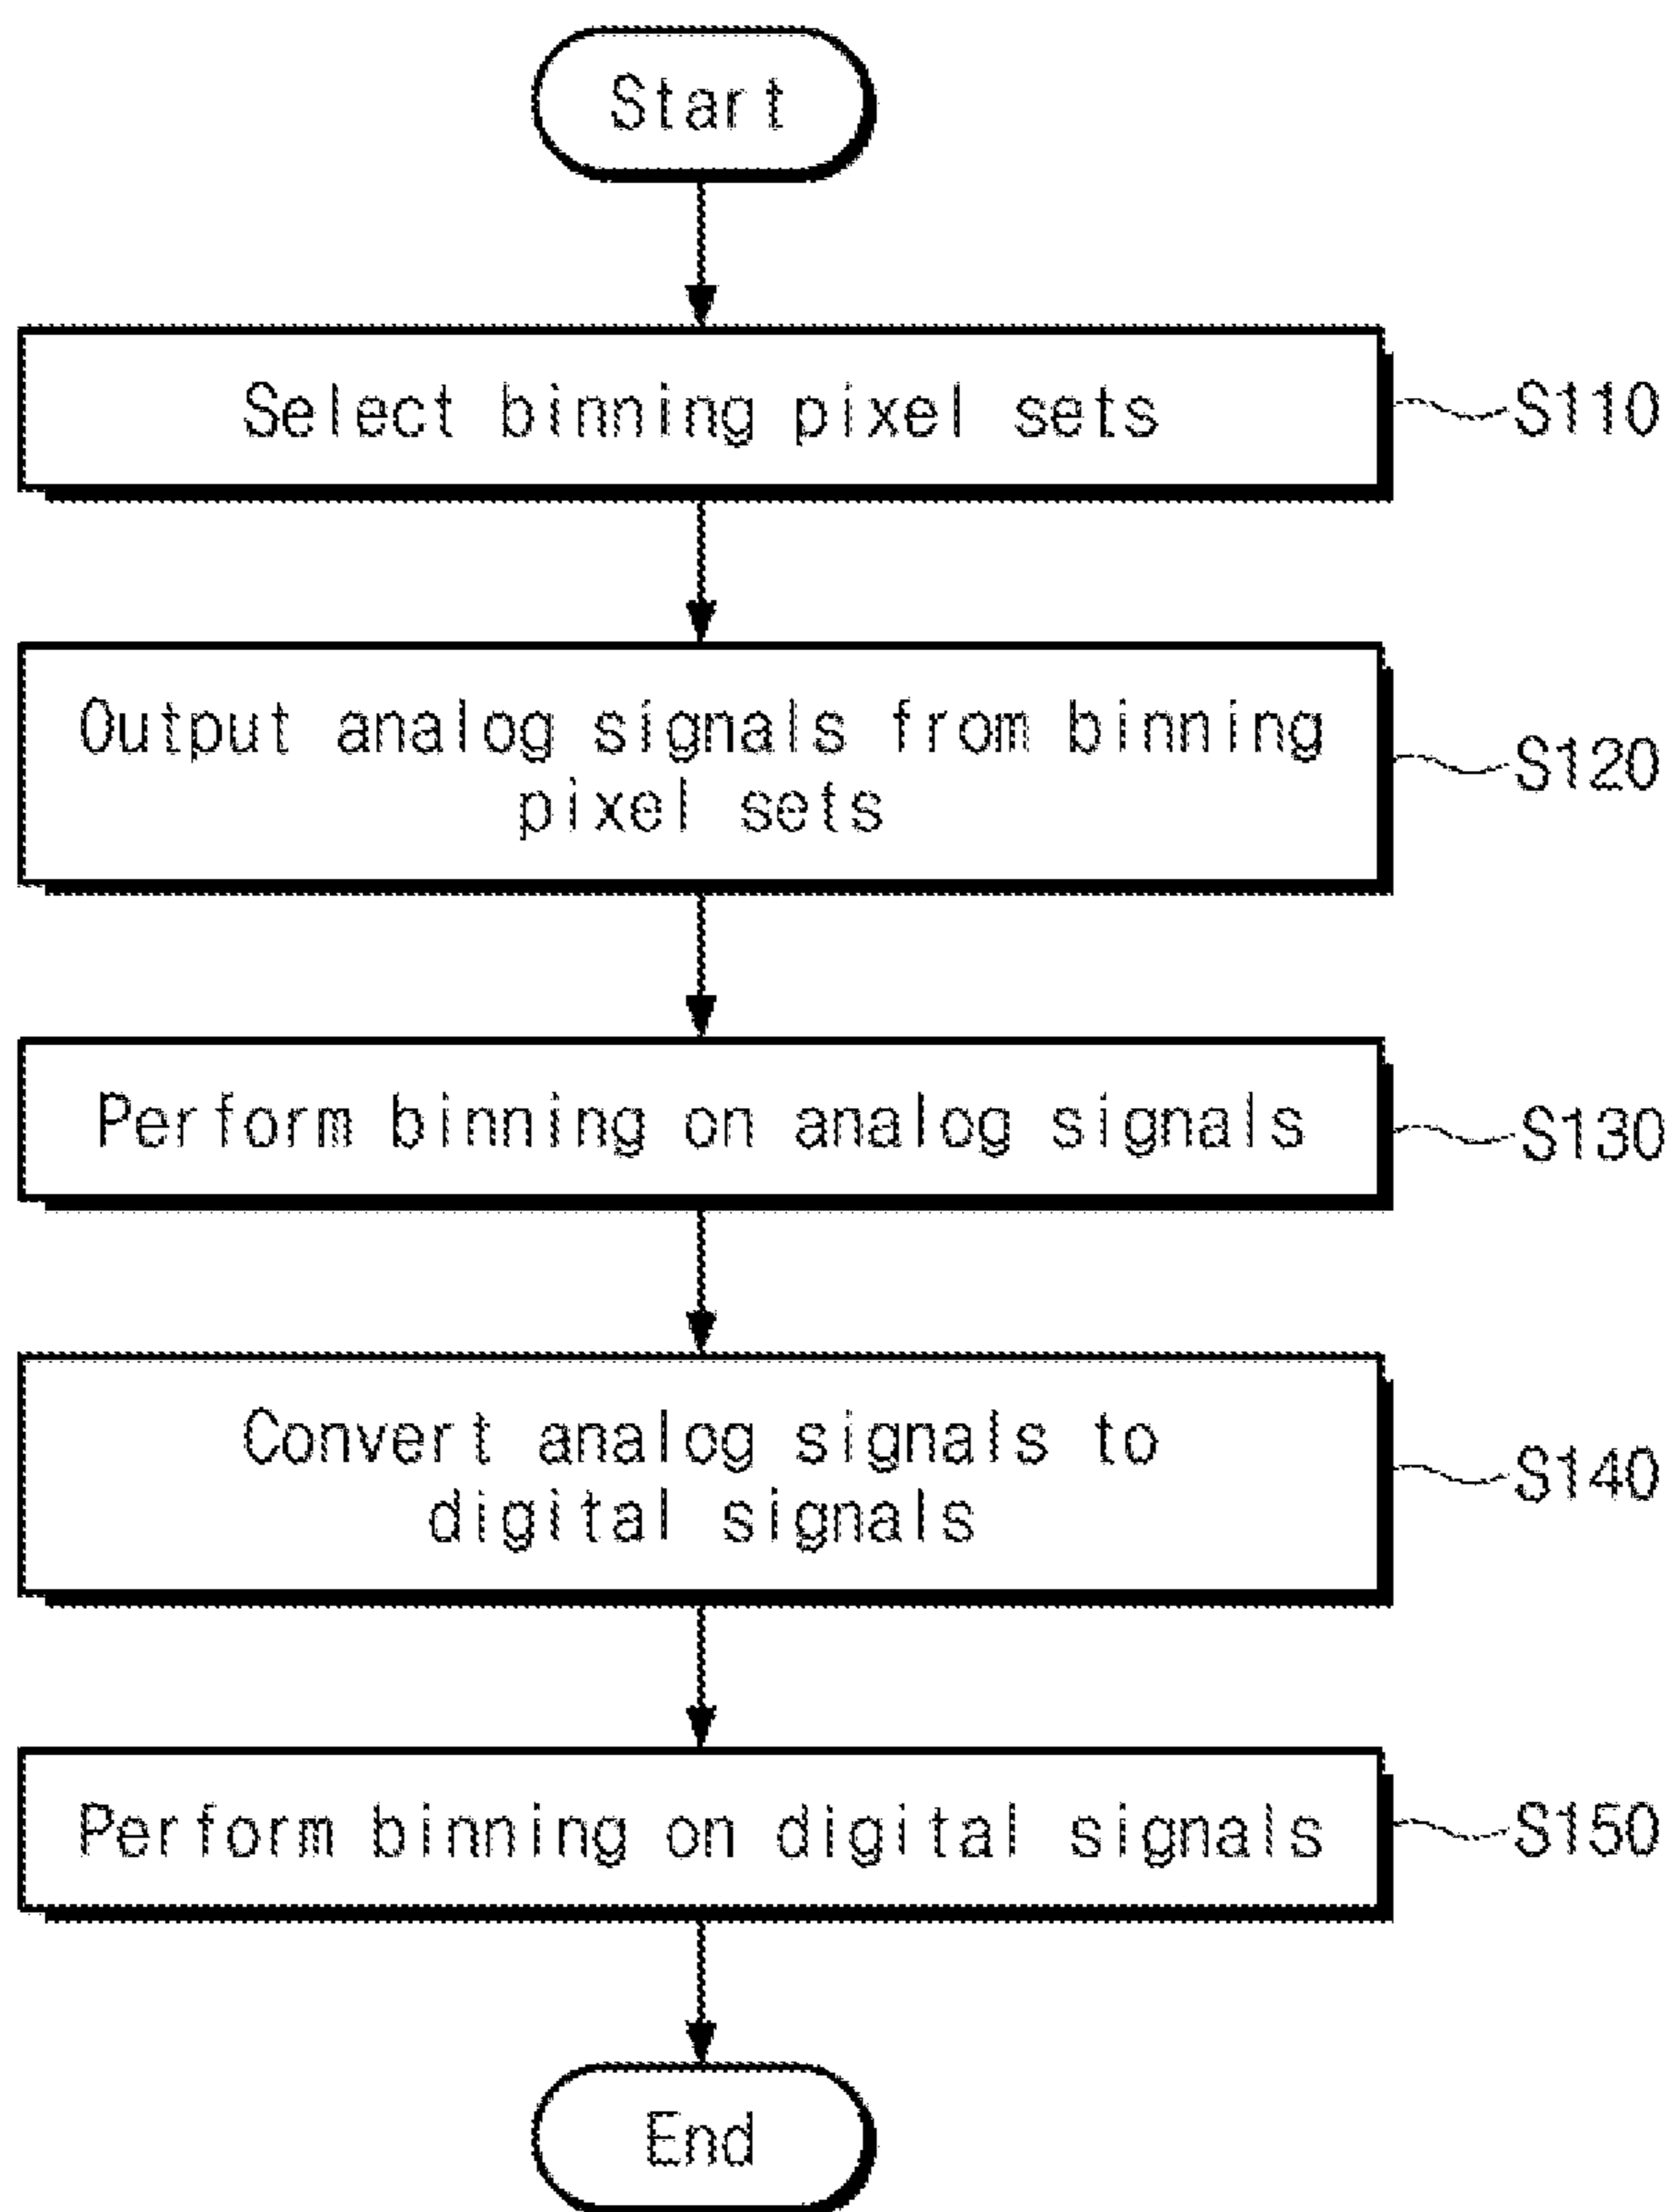 Start
Select binning pixel sets
S110
Output analog signals from binning
pixel sets
S120
Perform binning on analog signals
S130
Convert analog signals to
digital signals
S140
Perform binning on digital signals
S150
End